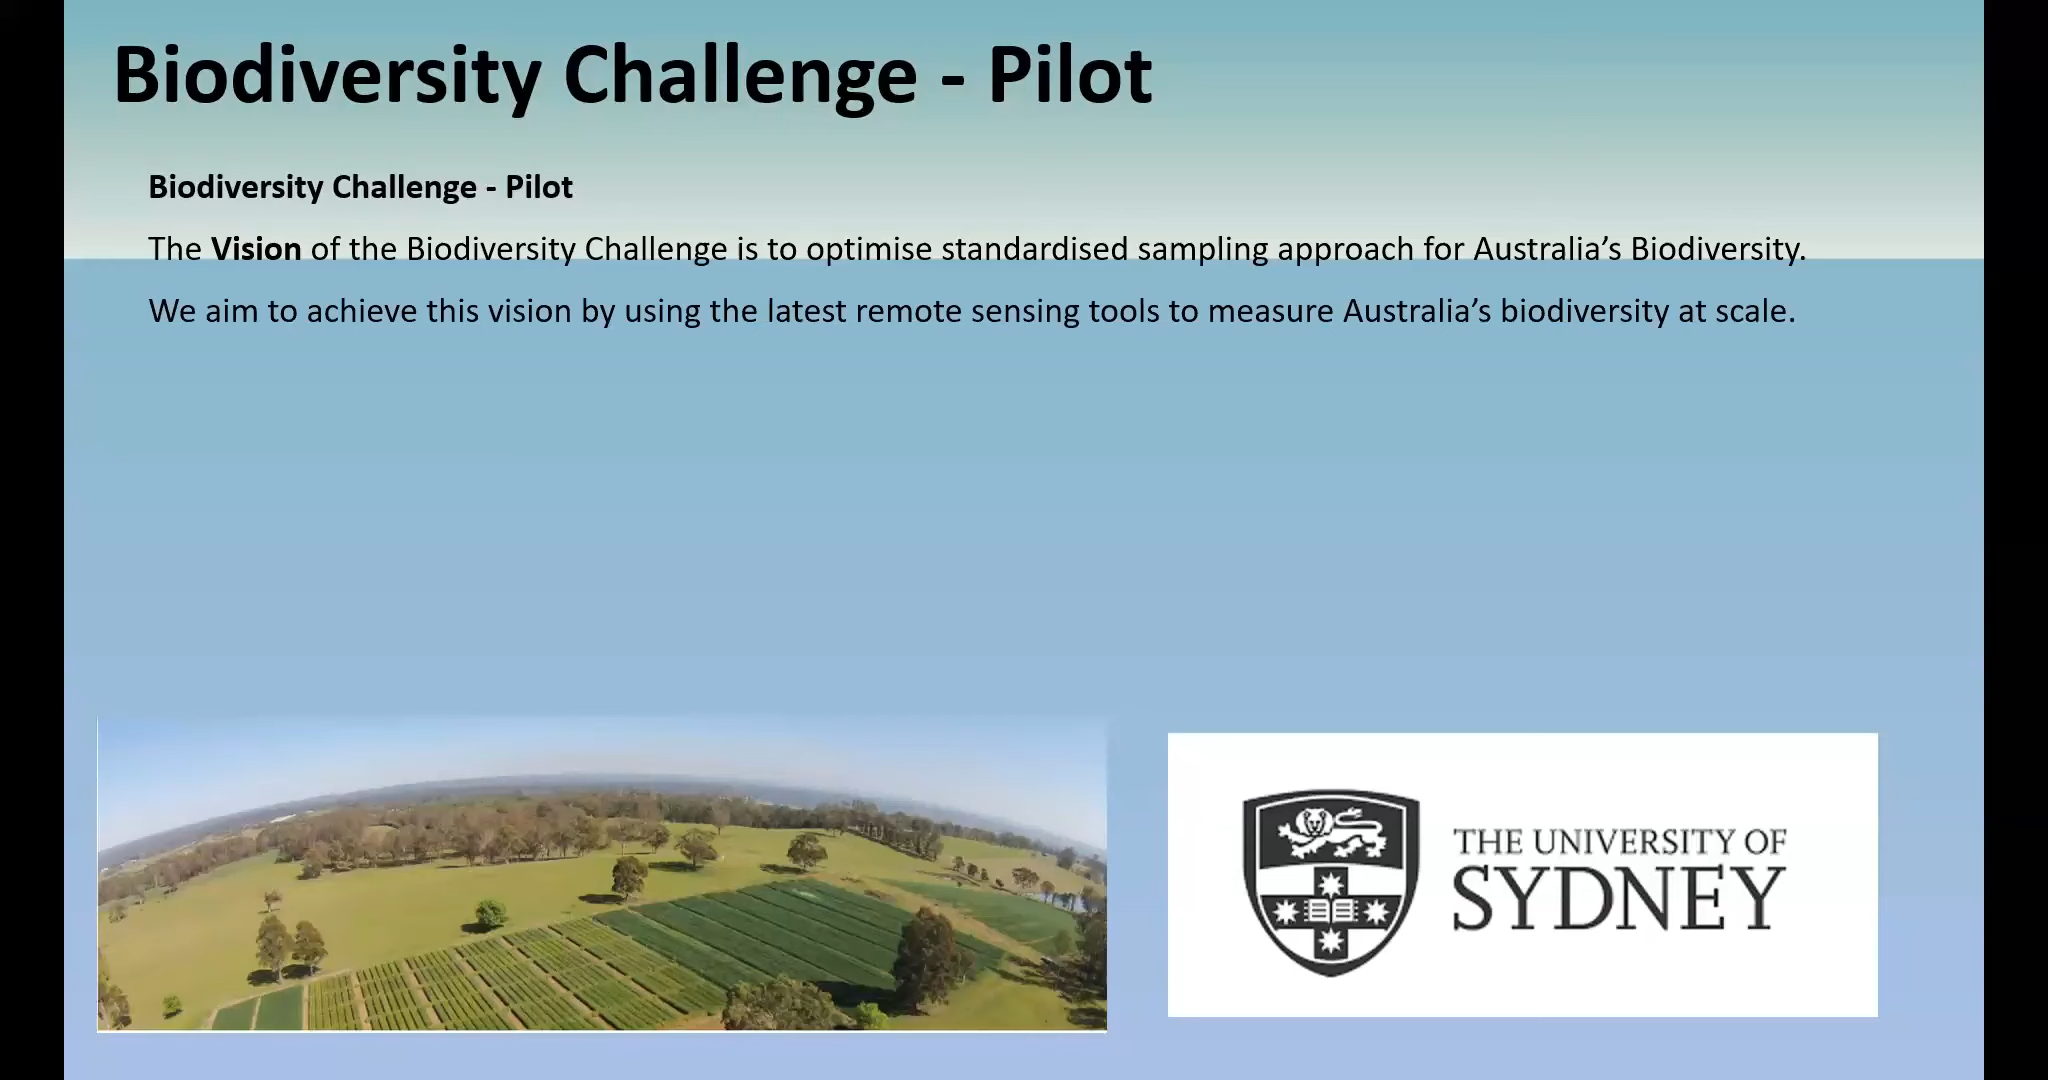 Biodiversity Challenge - Pilot
Biodiversity Challenge - Pilot
The Vision of the Biodiversity Challenge is to optimise standardised sampling approach for Australia’s Biodiversity.
We aim to achieve this vision by using the latest remote sensing tools to measure Australia’s biodiversity at scale.
THE UNIVERSITY OF
SYDNEY